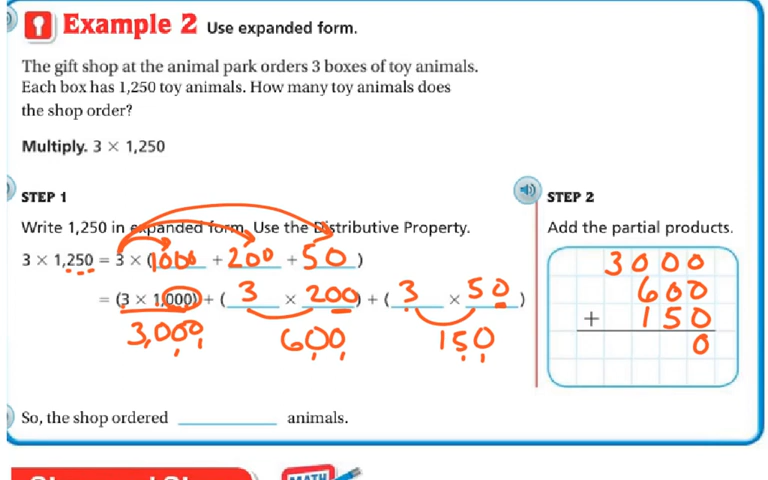 Example 2 Use expanded form.
The gift shop at the animal park orders 3 boxes of toy animals.
Each box has 1,250 toy animals. How many toy animals does
the shop order?
Multiply. 3 × 1,250
STEP 1
Write 1,250 in expanded form. Use the Distributive Property.
3 × 1,250 = 3 × (1000 + 200 + 50)
= (3 × 1,000) + (3 × 200) + (3 × 50)
3,000 600 150
STEP 2
Add the partial products.
3000
600
+ 150
0
So, the shop ordered ________ animals.
MATH